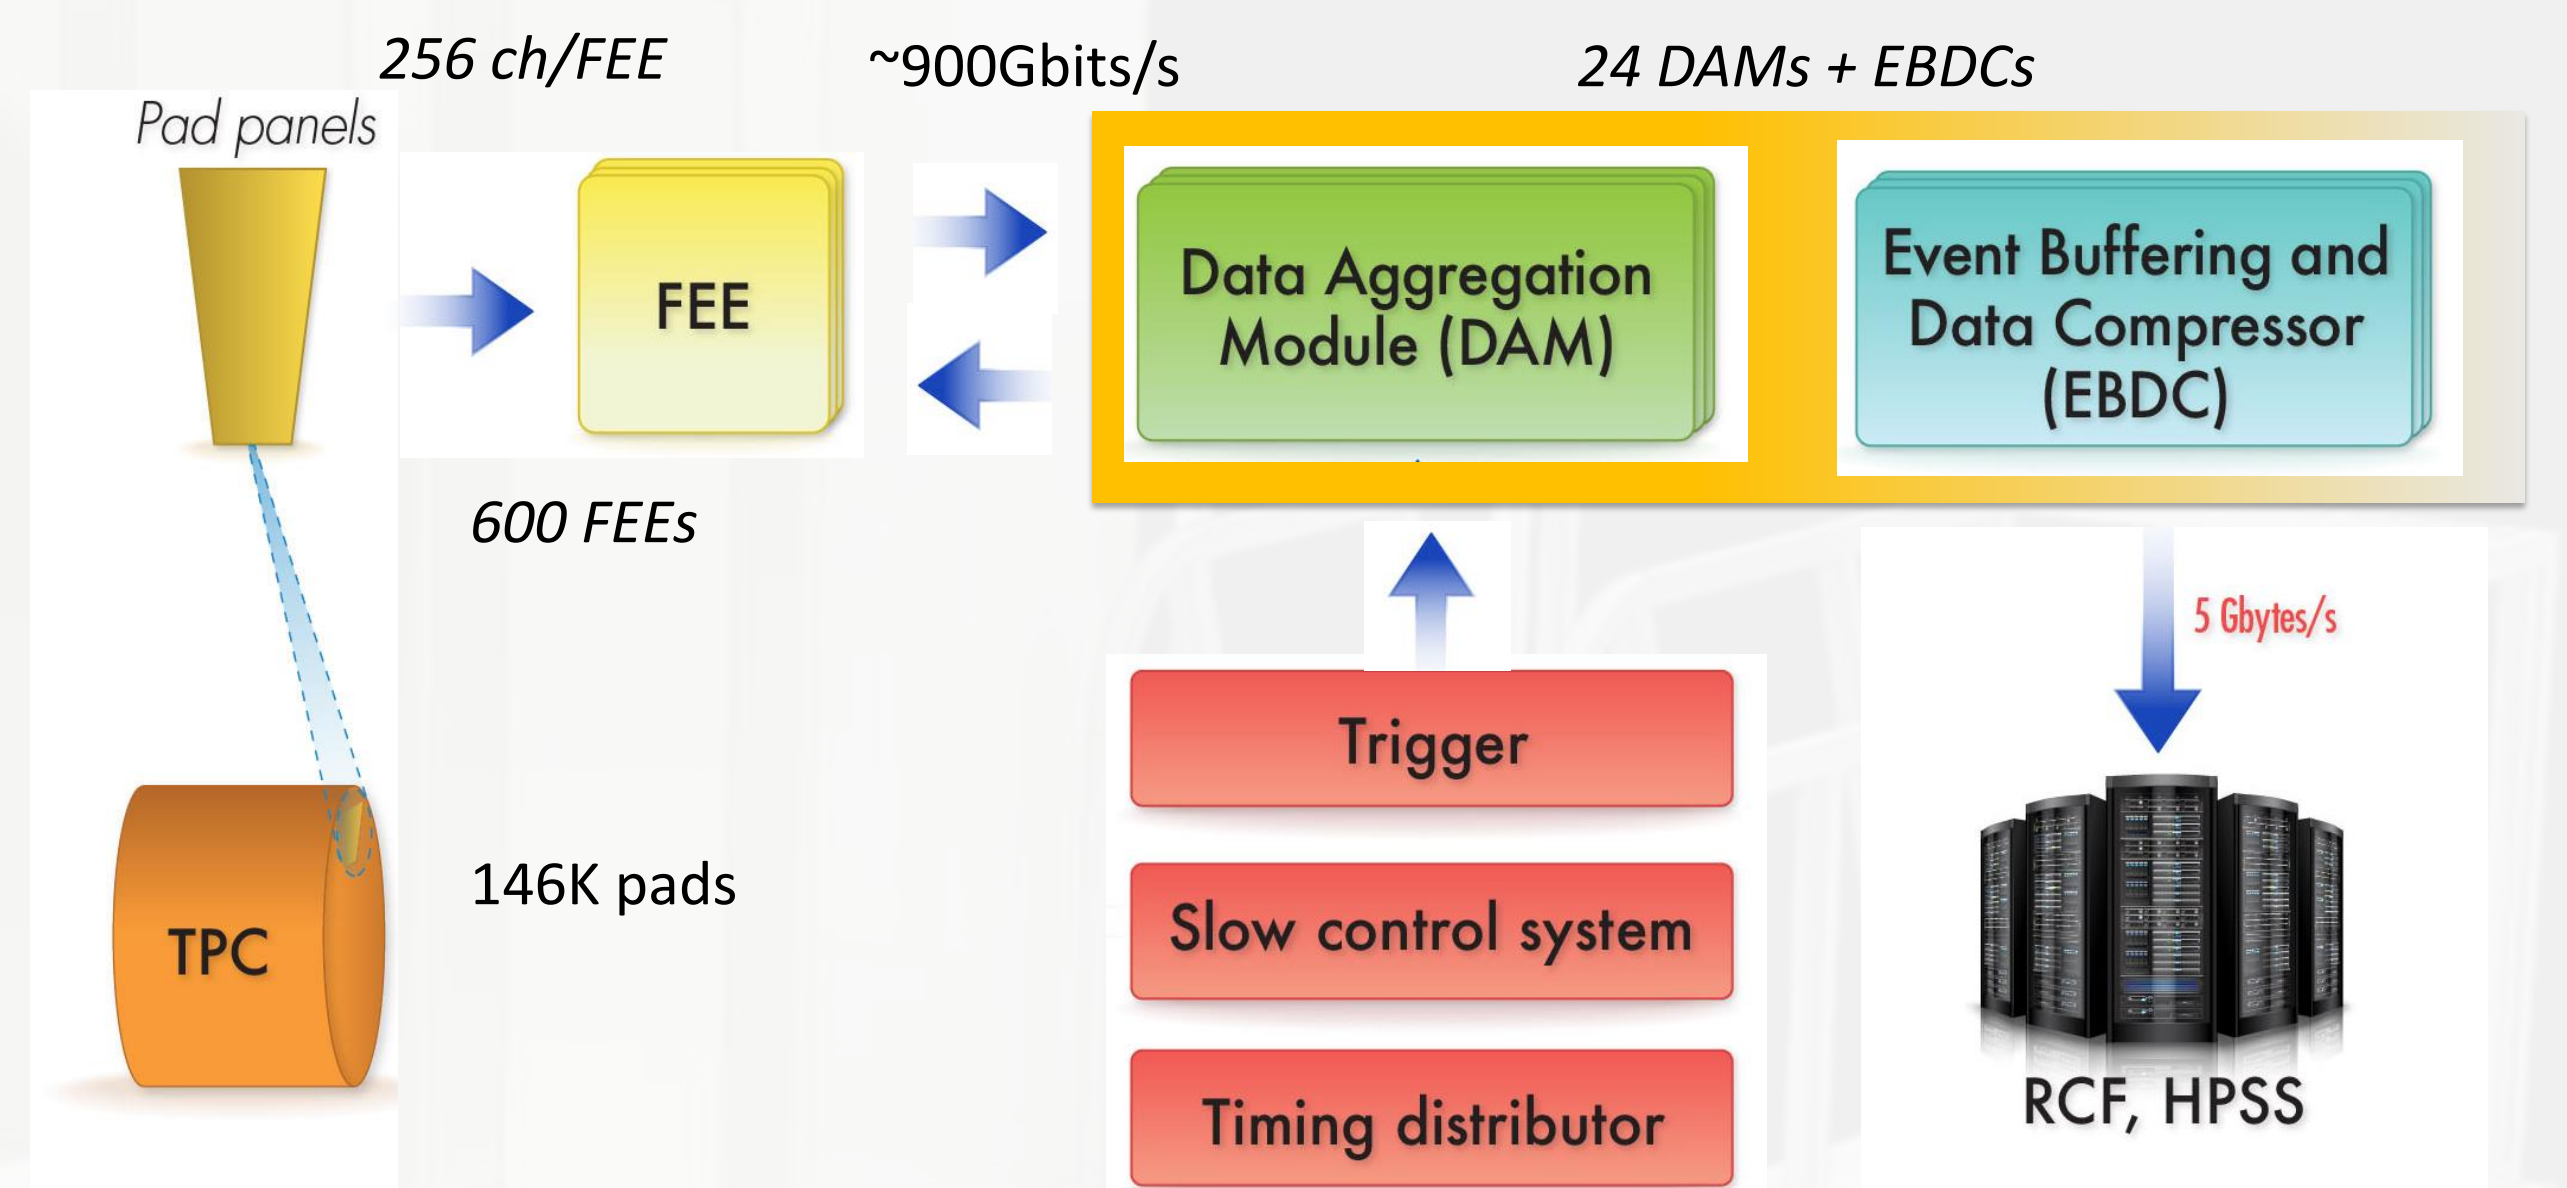 256 ch/FEE
~900Gbits/s
24 DAMs + EBDCs
Pad panels
FEE
Data Aggregation
Module (DAM)
Event Buffering and
Data Compressor
(EBDC)
600 FEEs
5 Gbytes/s
Trigger
146K pads
TPC
Slow control system
Timing distributor
RCF, HPSS